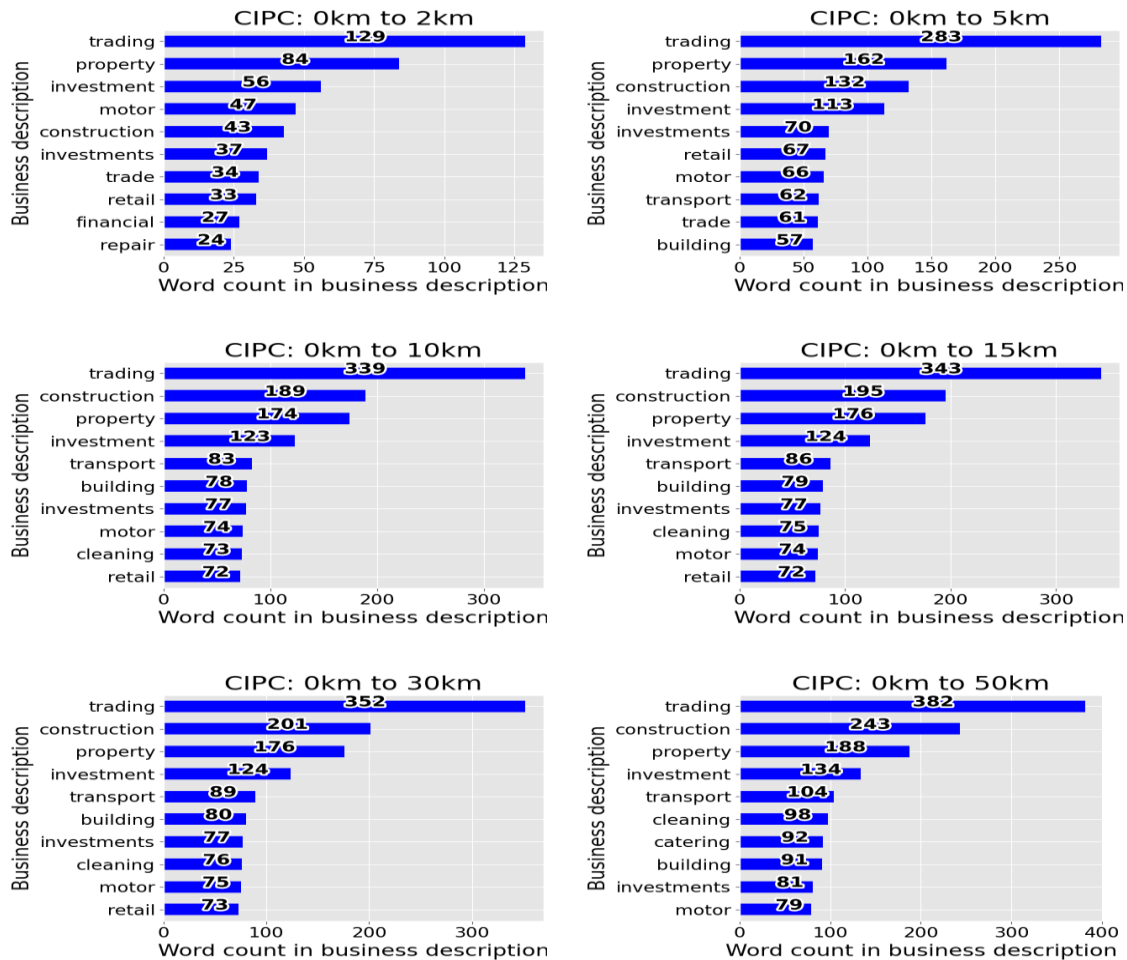 CIPC: 0km to 2km
Business description
trading 129
property 84
investment 56
motor 47
construction 43
investments 37
trade 34
retail 33
financial 27
repair 24
0 25 50 75 100 125
Word count in business description
CIPC: 0km to 5km
Business description
trading 283
property 162
construction 132
investment 113
investments 70
retail 67
motor 66
transport 62
trade 61
building 57
0 50 100 150 200 250
Word count in business description
CIPC: 0km to 10km
Business description
trading 339
construction 189
property 174
investment 123
transport 83
building 78
investments 77
motor 74
cleaning 73
retail 72
0 100 200 300
Word count in business description
CIPC: 0km to 15km
Business description
trading 343
construction 195
property 176
investment 124
transport 86
building 79
investments 77
cleaning 75
motor 74
retail 72
0 100 200 300
Word count in business description
CIPC: 0km to 30km
Business description
trading 352
construction 201
property 176
investment 124
transport 89
building 80
investments 77
cleaning 76
motor 75
retail 73
0 100 200 300
Word count in business description
CIPC: 0km to 50km
Business description
trading 382
construction 243
property 188
investment 134
transport 104
cleaning 98
catering 92
building 91
investments 81
motor 79
0 100 200 300 400
Word count in business description